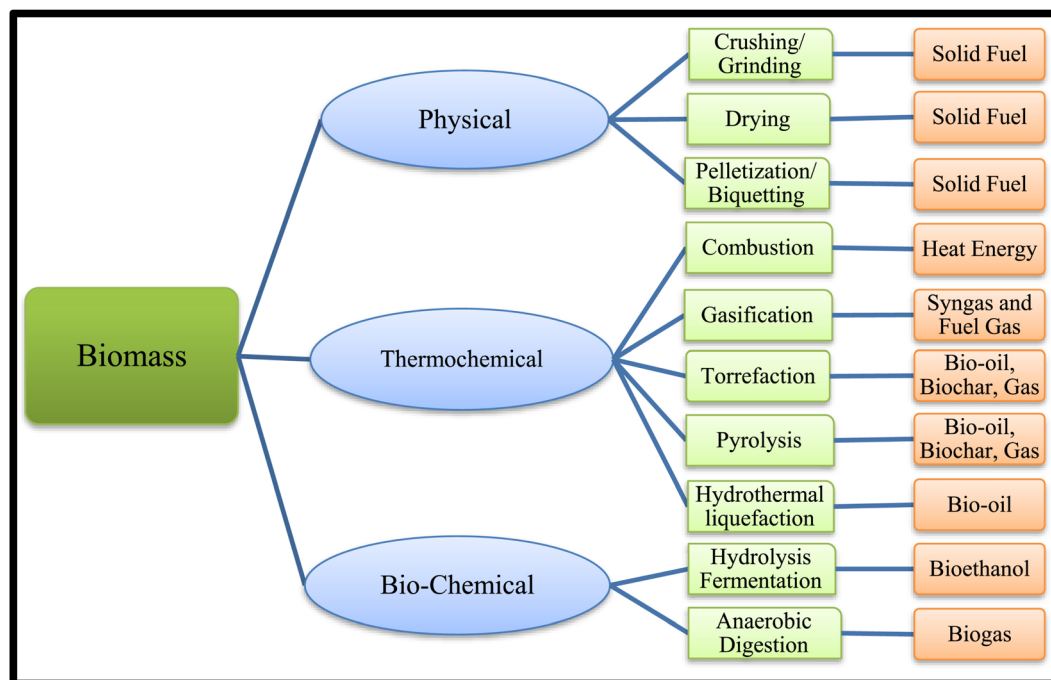 Biomass
Physical
Crushing/
Grinding
Solid Fuel
Drying
Solid Fuel
Pelletization/
Biquetting
Solid Fuel
Thermochemical
Combustion
Heat Energy
Gasification
Syngas and
Fuel Gas
Torrefaction
Bio-oil,
Biochar, Gas
Pyrolysis
Bio-oil,
Biochar, Gas
Hydrothermal
liquefaction
Bio-oil
Bio-Chemical
Hydrolysis
Fermentation
Bioethanol
Anaerobic
Digestion
Biogas